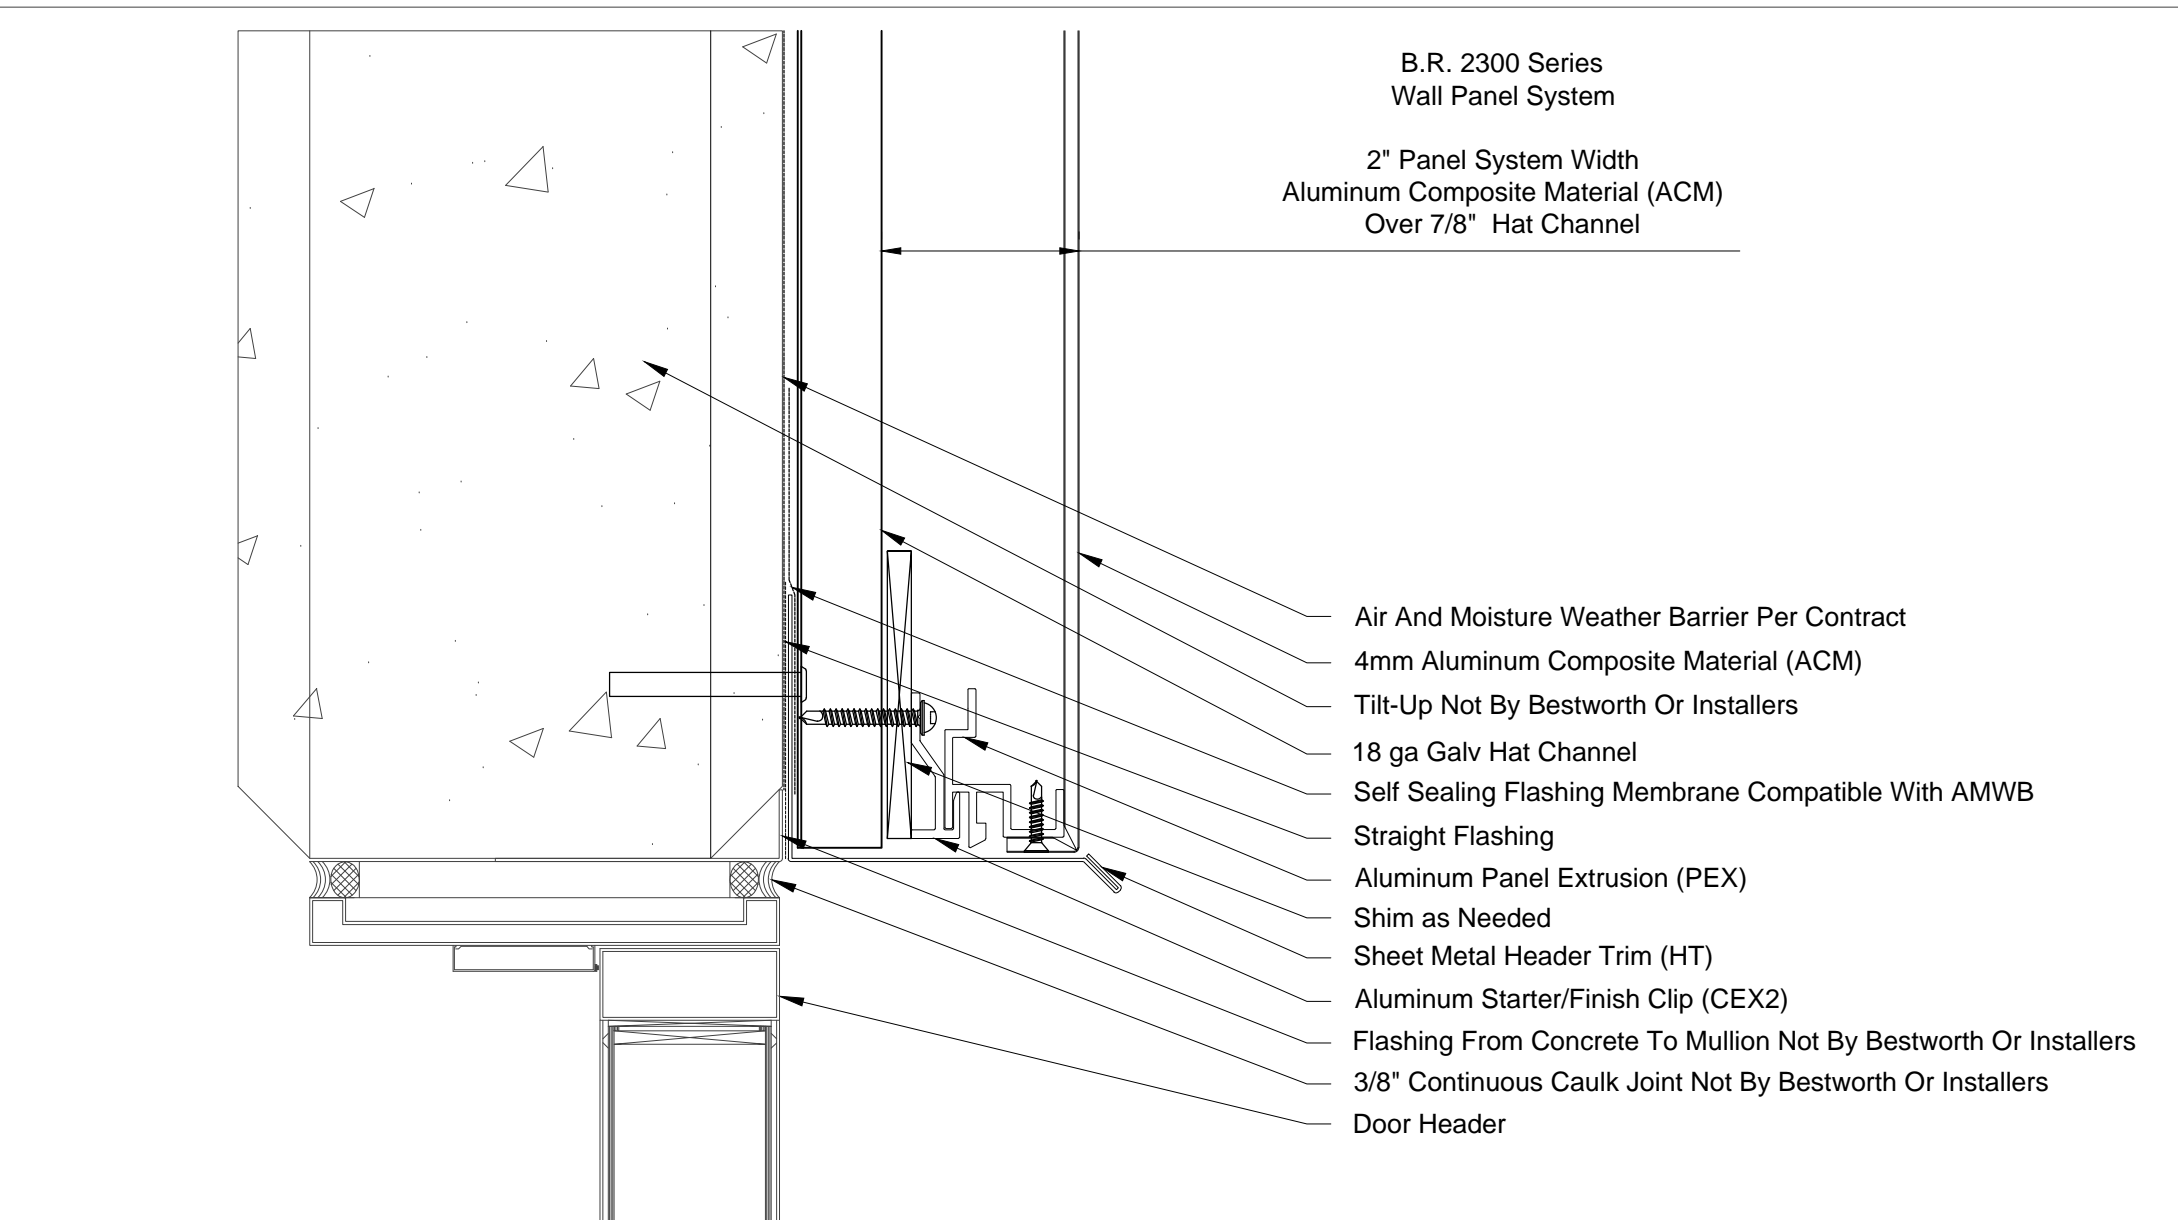 B.R. 2300 Series
Wall Panel System
2" Panel System Width
Aluminum Composite Material (ACM)
Over 7/8" Hat Channel
Air And Moisture Weather Barrier Per Contract
4mm Aluminum Composite Material (ACM)
Tilt-Up Not By Bestworth Or Installers
18 ga Galv Hat Channel
Self Sealing Flashing Membrane Compatible With AMWB
Straight Flashing
Aluminum Panel Extrusion (PEX)
Shim as Needed
Sheet Metal Header Trim (HT)
Aluminum Starter/Finish Clip (CEX2)
Flashing From Concrete To Mullion Not By Bestworth Or Installers
3/8" Continuous Caulk Joint Not By Bestworth Or Installers
Door Header